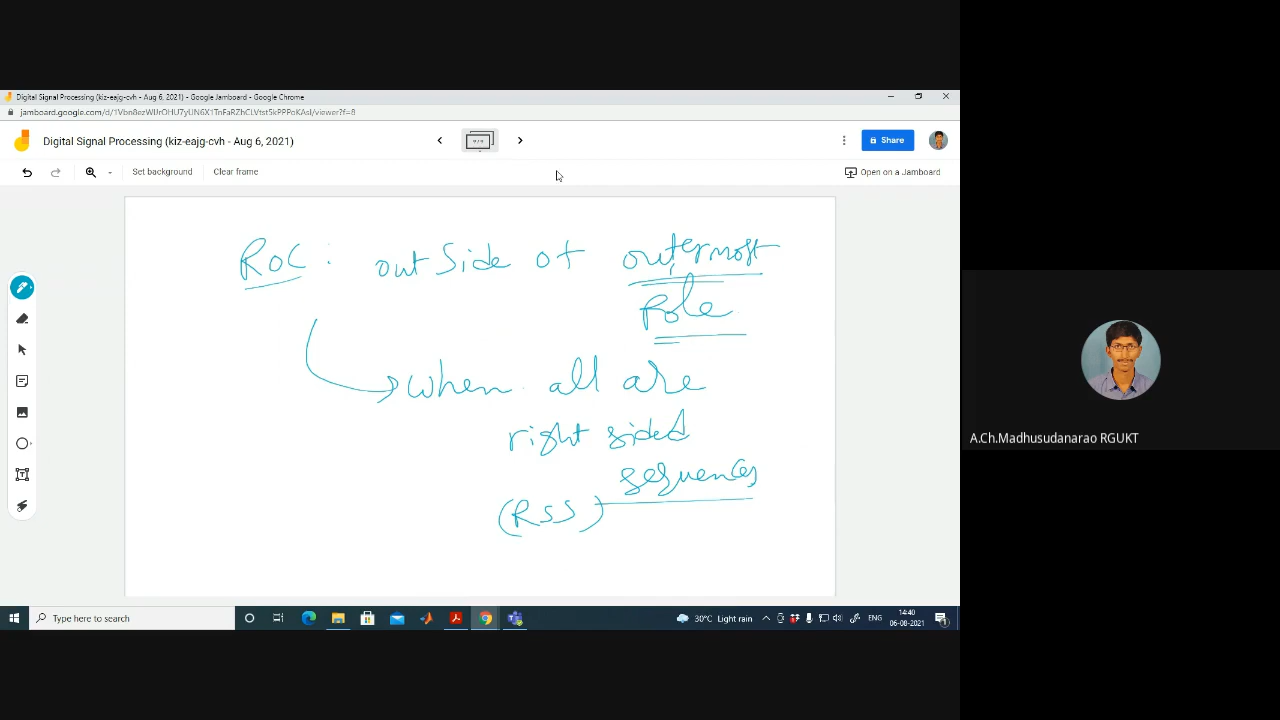 Digital Signal Processing (kiz-eajg-cvh - Aug 6, 2021) - Google Jamboard - Google Chrome
Digital Signal Processing (kiz-eajg-cvh - Aug 6, 2021)
Share
Set background
Clear frame
Open on a Jamboard
ROC : outside of outermost
pole
when all are
right sided
sequences
(RSS)
A.Ch.Madhusudanarao RGUKT
Type here to search
30°C Light rain
ENG
14:40
06-08-2021